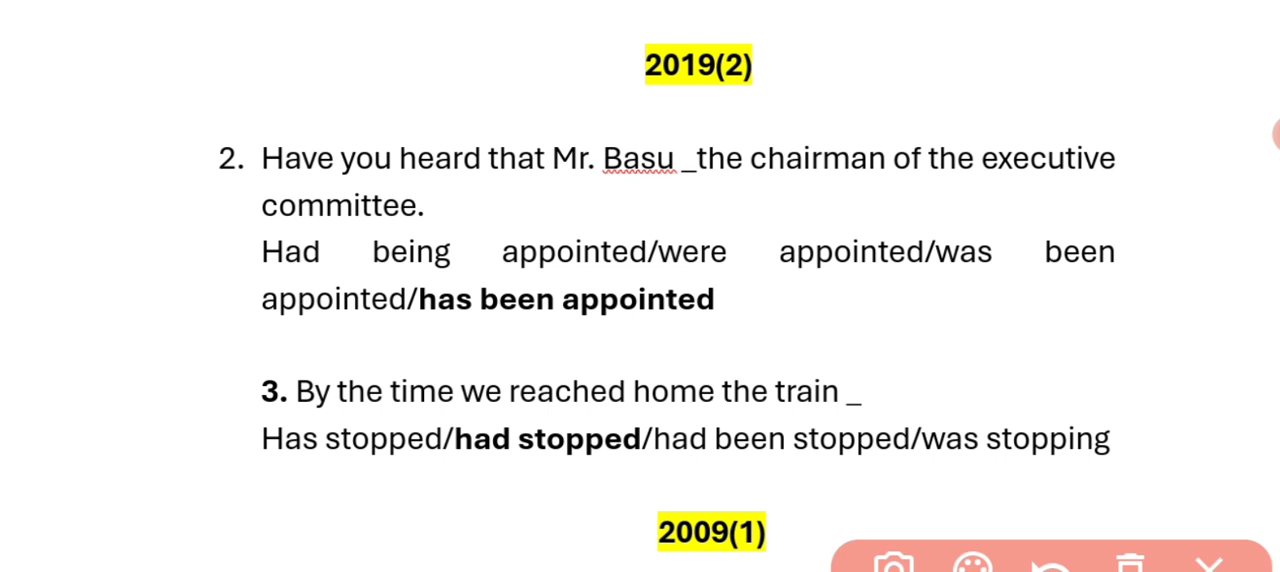 2019(2)
2. Have you heard that Mr. Basu _the chairman of the executive
committee.
Had being appointed/were appointed/was been
appointed/has been appointed
3. By the time we reached home the train _
Has stopped/had stopped/had been stopped/was stopping
2009(1)